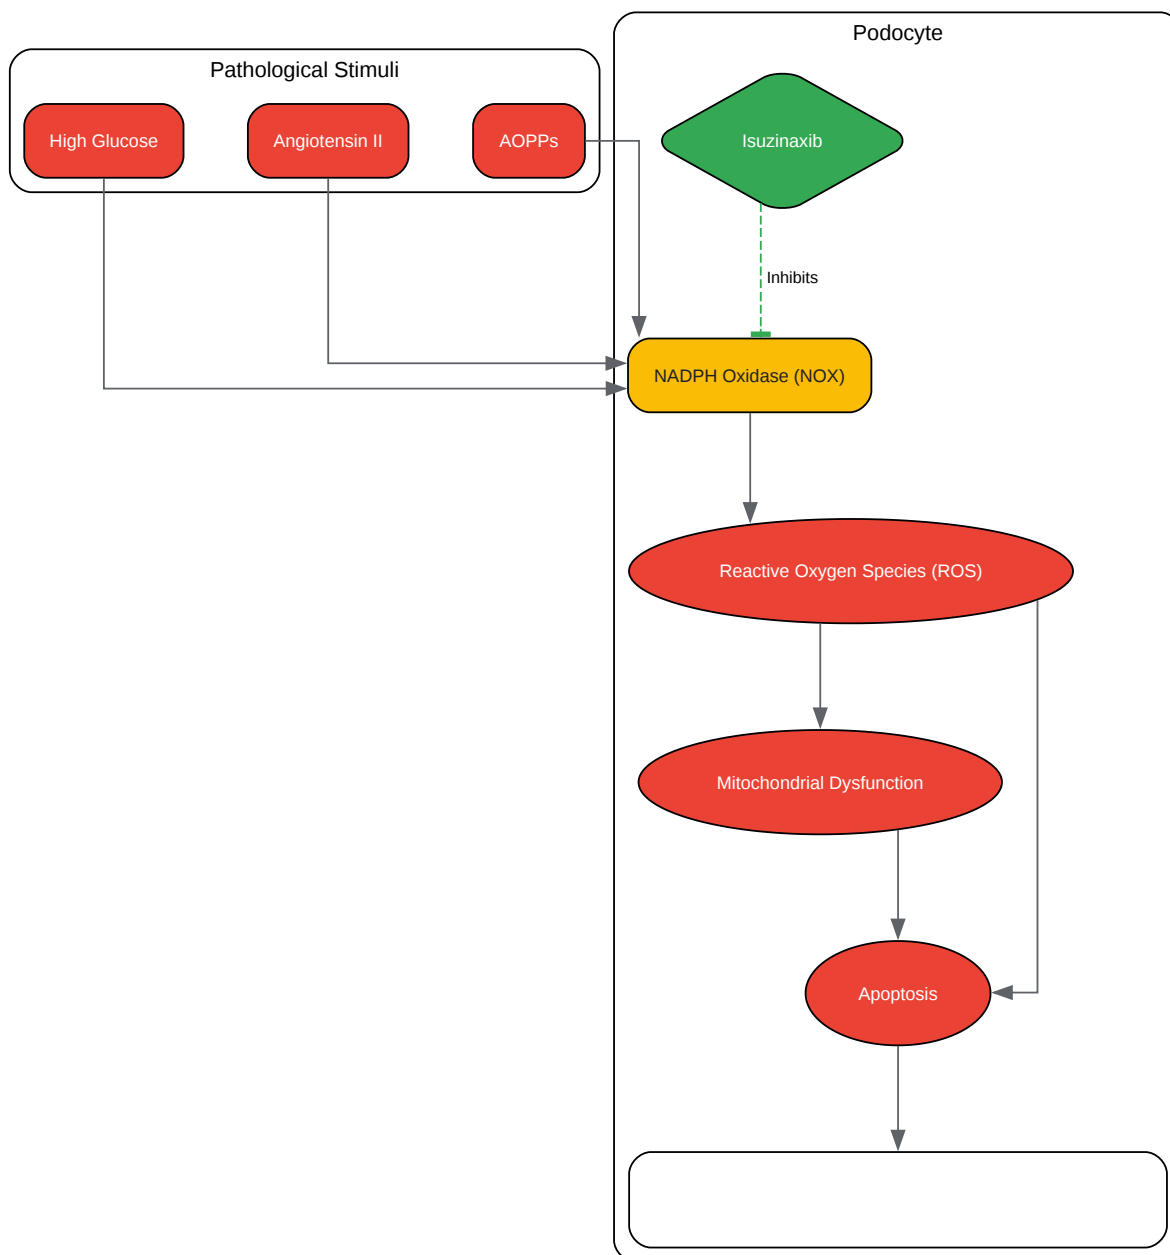 Podocyte
Pathological Stimuli
High Glucose
Angiotensin II
AOPPs
Isuzinaxib
Inhibits
NADPH Oxidase (NOX)
Reactive Oxygen Species (ROS)
Mitochondrial Dysfunction
Apoptosis